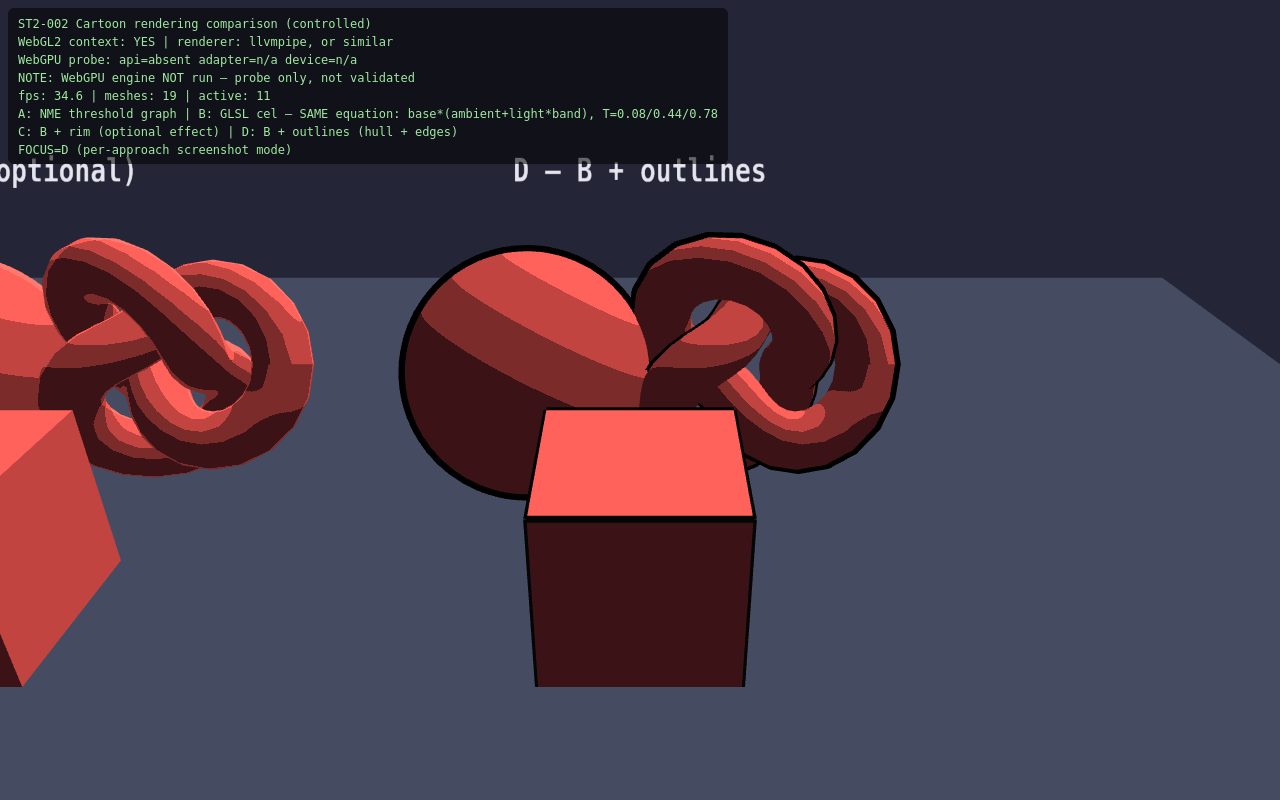 ST2-002 Cartoon rendering comparison (controlled)
WebGL2 context: YES | renderer: llvmpipe, or similar
WebGPU probe: api=absent adapter=n/a device=n/a
NOTE: WebGPU engine NOT run — probe only, not validated
fps: 34.6 | meshes: 19 | active: 11
A: NME threshold graph | B: GLSL cel — SAME equation: base*(ambient+light*band), T=0.08/0.44/0.78
C: B + rim (optional effect) | D: B + outlines (hull + edges)
FOCUS=D (per-approach screenshot mode)
optional)
D — B + outlines